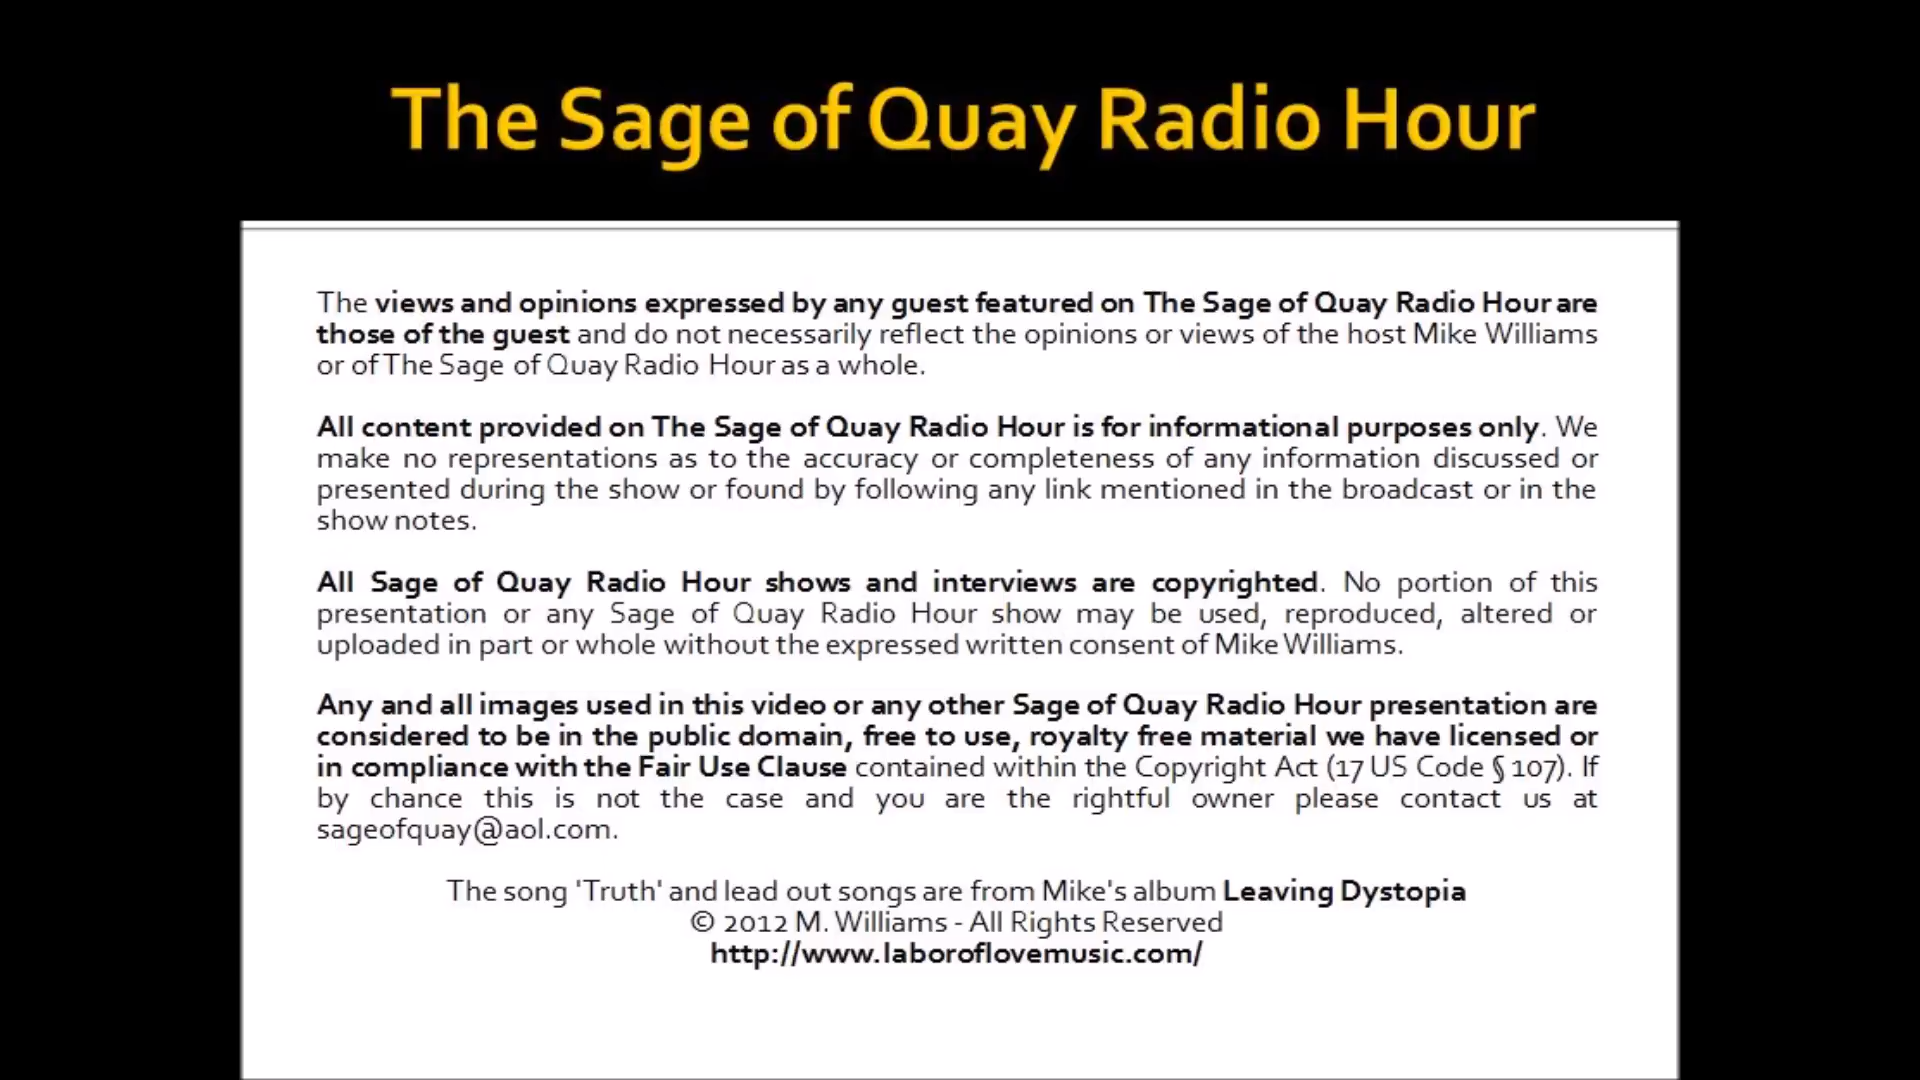 The Sage of Quay Radio Hour
The views and opinions expressed by any guest featured on The Sage of Quay Radio Hour are
those of the guest and do not necessarily reflect the opinions or views of the host Mike Williams
or of The Sage of Quay Radio Hour as a whole.
All content provided on The Sage of Quay Radio Hour is for informational purposes only. We
make no representations as to the accuracy or completeness of any information discussed or
presented during the show or found by following any link mentioned in the broadcast or in the
show notes.
All Sage of Quay Radio Hour shows and interviews are copyrighted. No portion of this
presentation or any Sage of Quay Radio Hour show may be used, reproduced, altered or
uploaded in part or whole without the expressed written consent of Mike Williams.
Any and all images used in this video or any other Sage of Quay Radio Hour presentation are
considered to be in the public domain, free to use, royalty free material we have licensed or
in compliance with the Fair Use Clause contained within the Copyright Act (17 US Code § 107). If
by chance this is not the case and you are the rightful owner please contact us at
sageofquay@aol.com.
The song 'Truth' and lead out songs are from Mike's album Leaving Dystopia
© 2012 M. Williams - All Rights Reserved
http://www.laboroflovemusic.com/